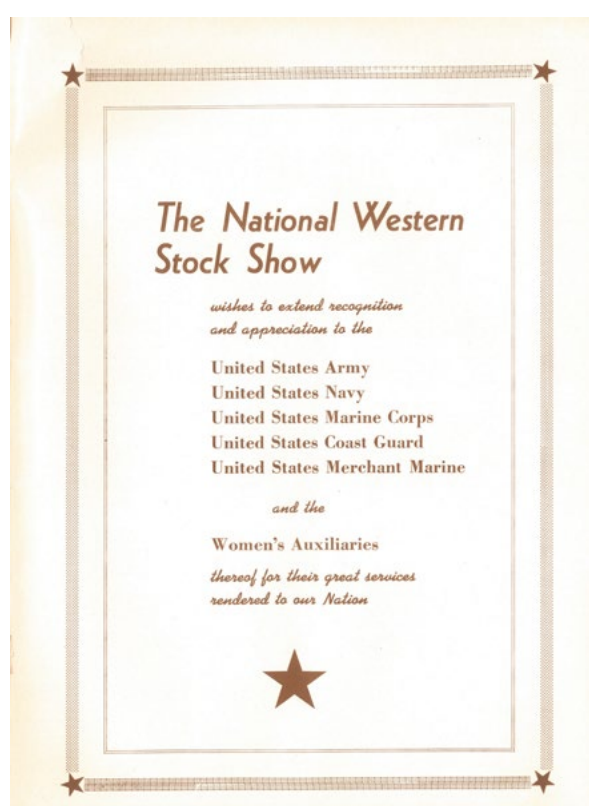 The National Western
Stock Show
wishes to extend recognition
and appreciation to the
United States Army
United States Navy
United States Marine Corps
United States Coast Guard
United States Merchant Marine
and the
Women's Auxiliaries
thereof for their great services
rendered to our Nation